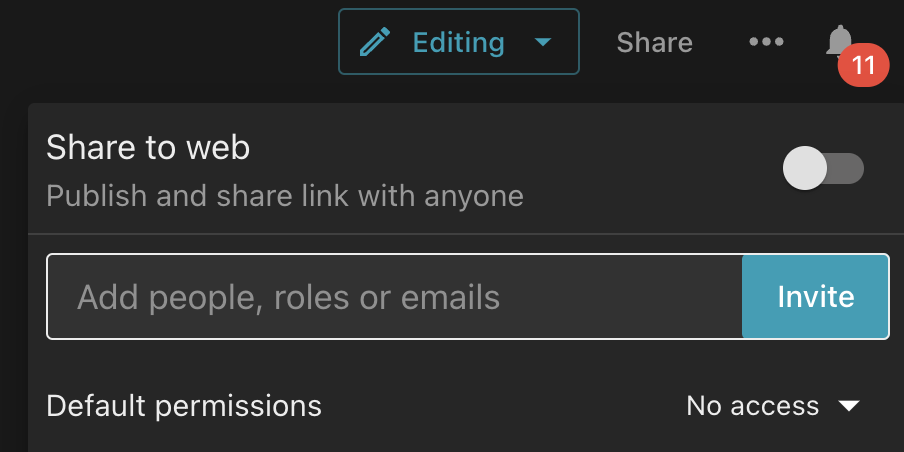 Editing Share
11
Share to web
Publish and share link with anyone
Add people, roles or emails Invite
Default permissions No access